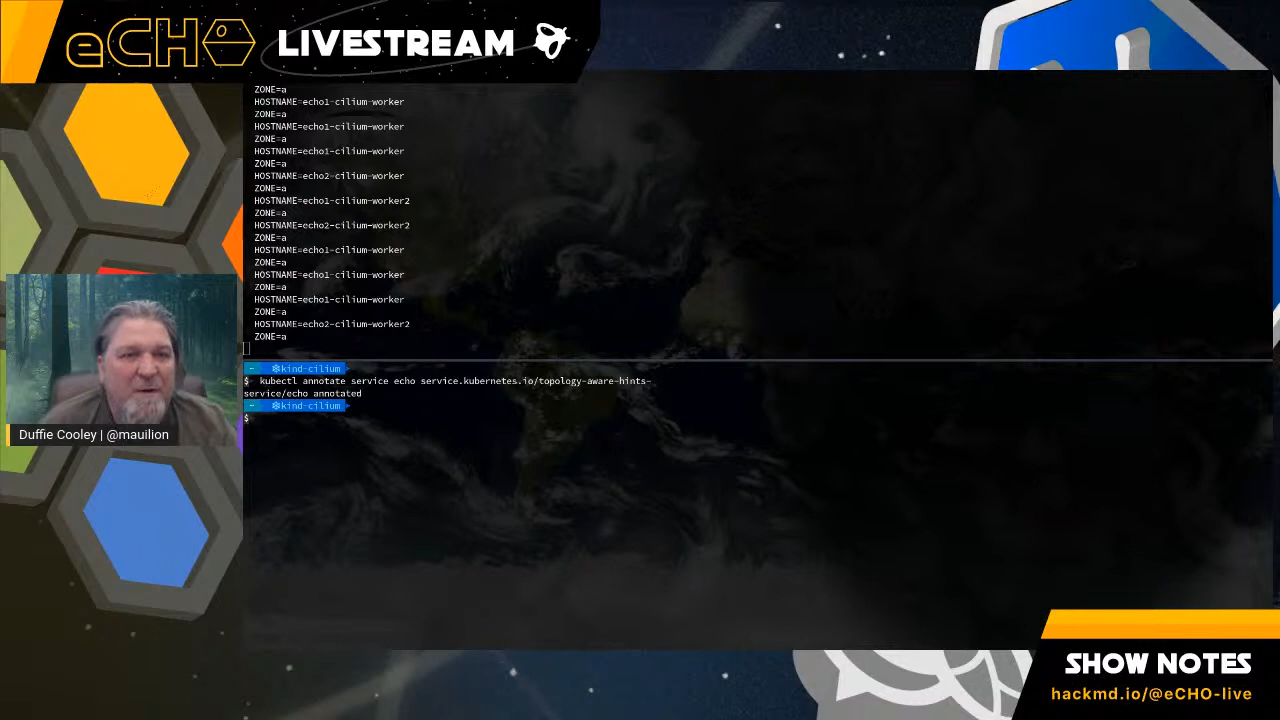 eCHO LIVESTREAM
ZONE=a
HOSTNAME=echo1-cilium-worker
ZONE=a
HOSTNAME=echo1-cilium-worker
ZONE=a
HOSTNAME=echo1-cilium-worker
ZONE=a
HOSTNAME=echo2-cilium-worker
ZONE=a
HOSTNAME=echo1-cilium-worker2
ZONE=a
HOSTNAME=echo2-cilium-worker2
ZONE=a
HOSTNAME=echo1-cilium-worker
ZONE=a
HOSTNAME=echo1-cilium-worker
ZONE=a
HOSTNAME=echo1-cilium-worker
ZONE=a
HOSTNAME=echo2-cilium-worker2
ZONE=a
~ ⎈kind-cilium
$ kubectl annotate service echo service.kubernetes.io/topology-aware-hints-
service/echo annotated
~ ⎈kind-cilium
$
Duffie Cooley | @mauilion
SHOW NOTES
hackmd.io/@eCHO-live